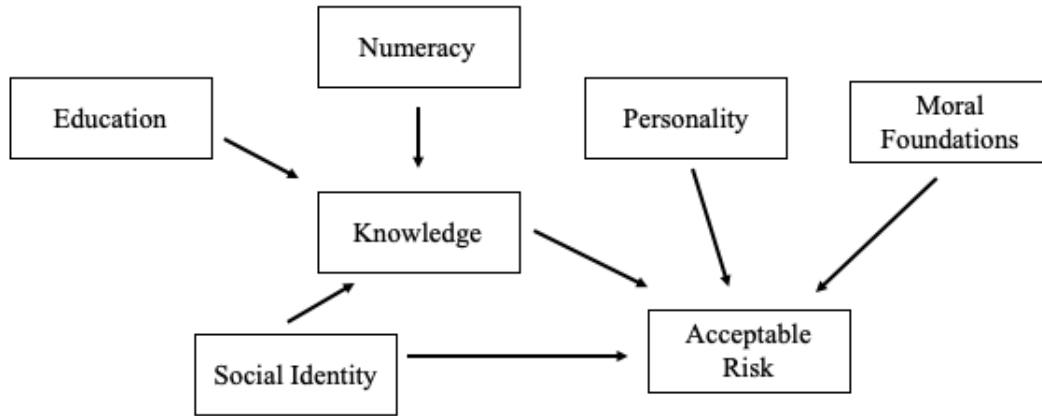 Numeracy
Education
Personality
Moral
Foundations
Knowledge
Social Identity
Acceptable
Risk